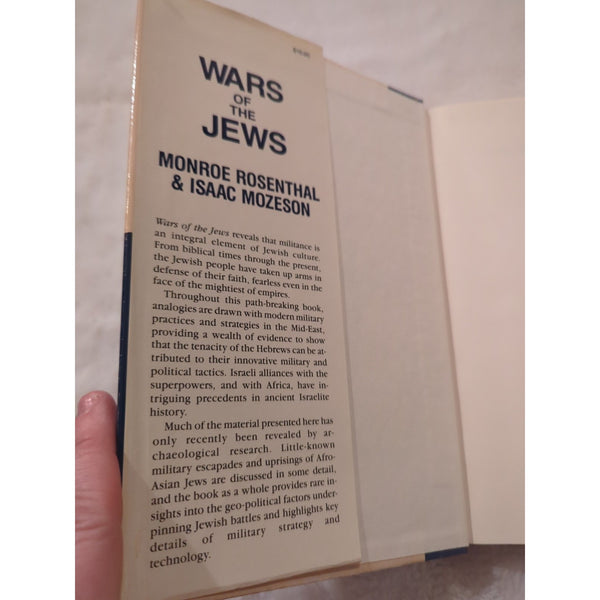 WARS
OF
THE
JEWS
MONROE ROSENTHAL
& ISAAC MOZESON
Wars of the Jews reveals that militance is
an integral element of Jewish culture.
From biblical times through the present,
the Jewish people have taken up arms in
defense of their faith, fearless even in the
face of the mightiest of empires.
Throughout this path-breaking book,
analogies are drawn with modern military
practices and strategies in the Mid-East,
providing a wealth of evidence to show
that the tenacity of the Hebrews can be at-
tributed to their innovative military and
political tactics. Israeli alliances with the
superpowers, and with Africa, have in-
triguing precedents in ancient Israelite
history.
Much of the material presented here has
only recently been revealed by ar-
chaeological research. Little-known
military escapades and uprisings of Afro-
Asian Jews are discussed in some detail,
and the book as a whole provides rare in-
sights into the geo-political factors under-
pinning Jewish battles and highlights key
details of military strategy and
technology.